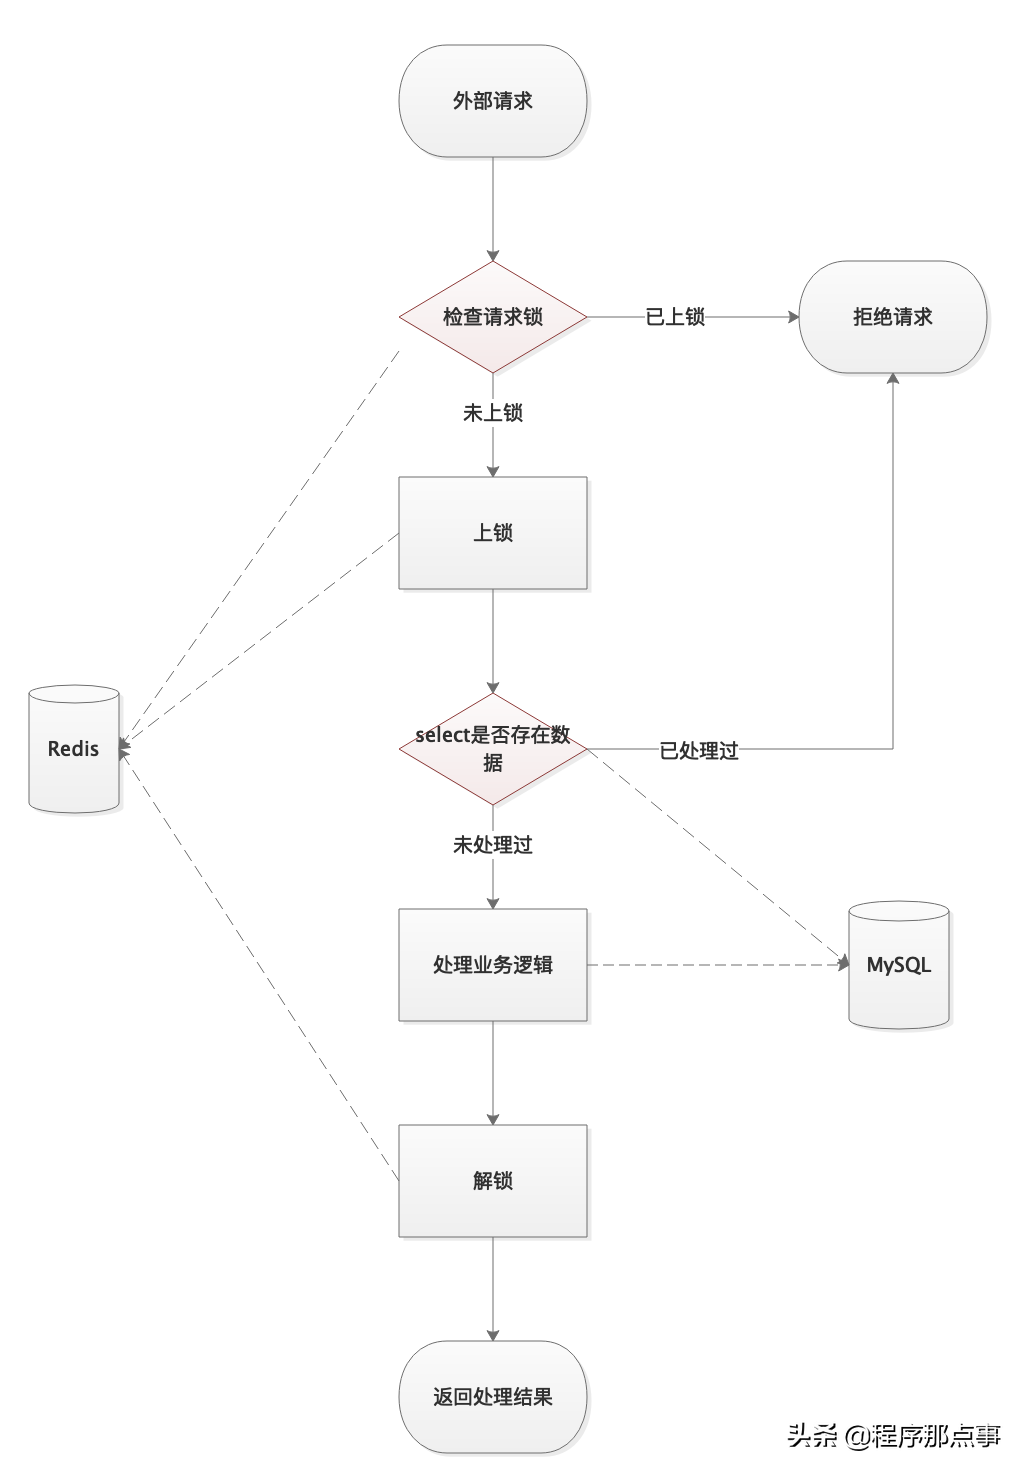 外部请求
检查请求锁
已上锁
拒绝请求
未上锁
上锁
select是否存在数
据
已处理过
Redis
未处理过
处理业务逻辑
MySQL
解锁
返回处理结果
头条 @程序那点事